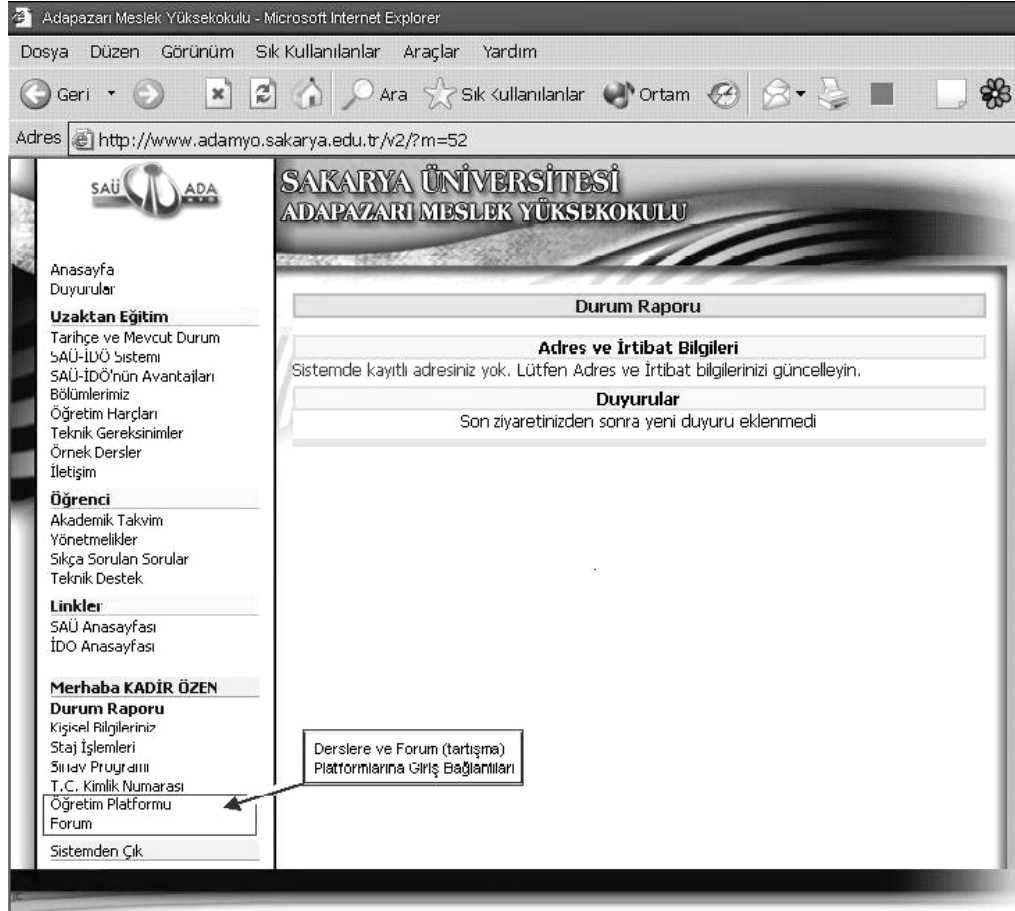 Adapazarı Meslek Yüksekokulu - Microsoft Internet Explorer
Dosya Düzen Görünüm Sık Kullanılanlar Araçlar Yardım
Geri Ara Sık Kullanılanlar Ortam
Adres http://www.adamyo.sakarya.edu.tr/v2/?m=52
SAÜ ADA
MYO
SAKARYA ÜNİVERSİTESİ
ADAPAZARI MESLEK YÜKSEKOKULU
Anasayfa
Duyurular
Uzaktan Eğitim
Tarihçe ve Mevcut Durum
SAÜ-İDÖ Sistemi
SAÜ-İDÖ'nün Avantajları
Bölümlerimiz
Öğretim Harçları
Teknik Gereksinimler
Örnek Dersler
İletişim
Öğrenci
Akademik Takvim
Yönetmelikler
Sıkça Sorulan Sorular
Teknik Destek
Linkler
SAÜ Anasayfası
İDO Anasayfası
Merhaba KADİR ÖZEN
Durum Raporu
Kişisel Bilgileriniz
Staj İşlemleri
Sınav Programı
T.C. Kimlik Numarası
Öğretim Platformu
Forum
Sistemden Çık
Durum Raporu
Adres ve İrtibat Bilgileri
Sistemde kayıtlı adresiniz yok. Lütfen Adres ve İrtibat bilgilerinizi güncelleyin.
Duyurular
Son ziyaretinizden sonra yeni duyuru eklenmedi
Derslere ve Forum (tartışma)
Platformlarına Giriş Bağlantıları